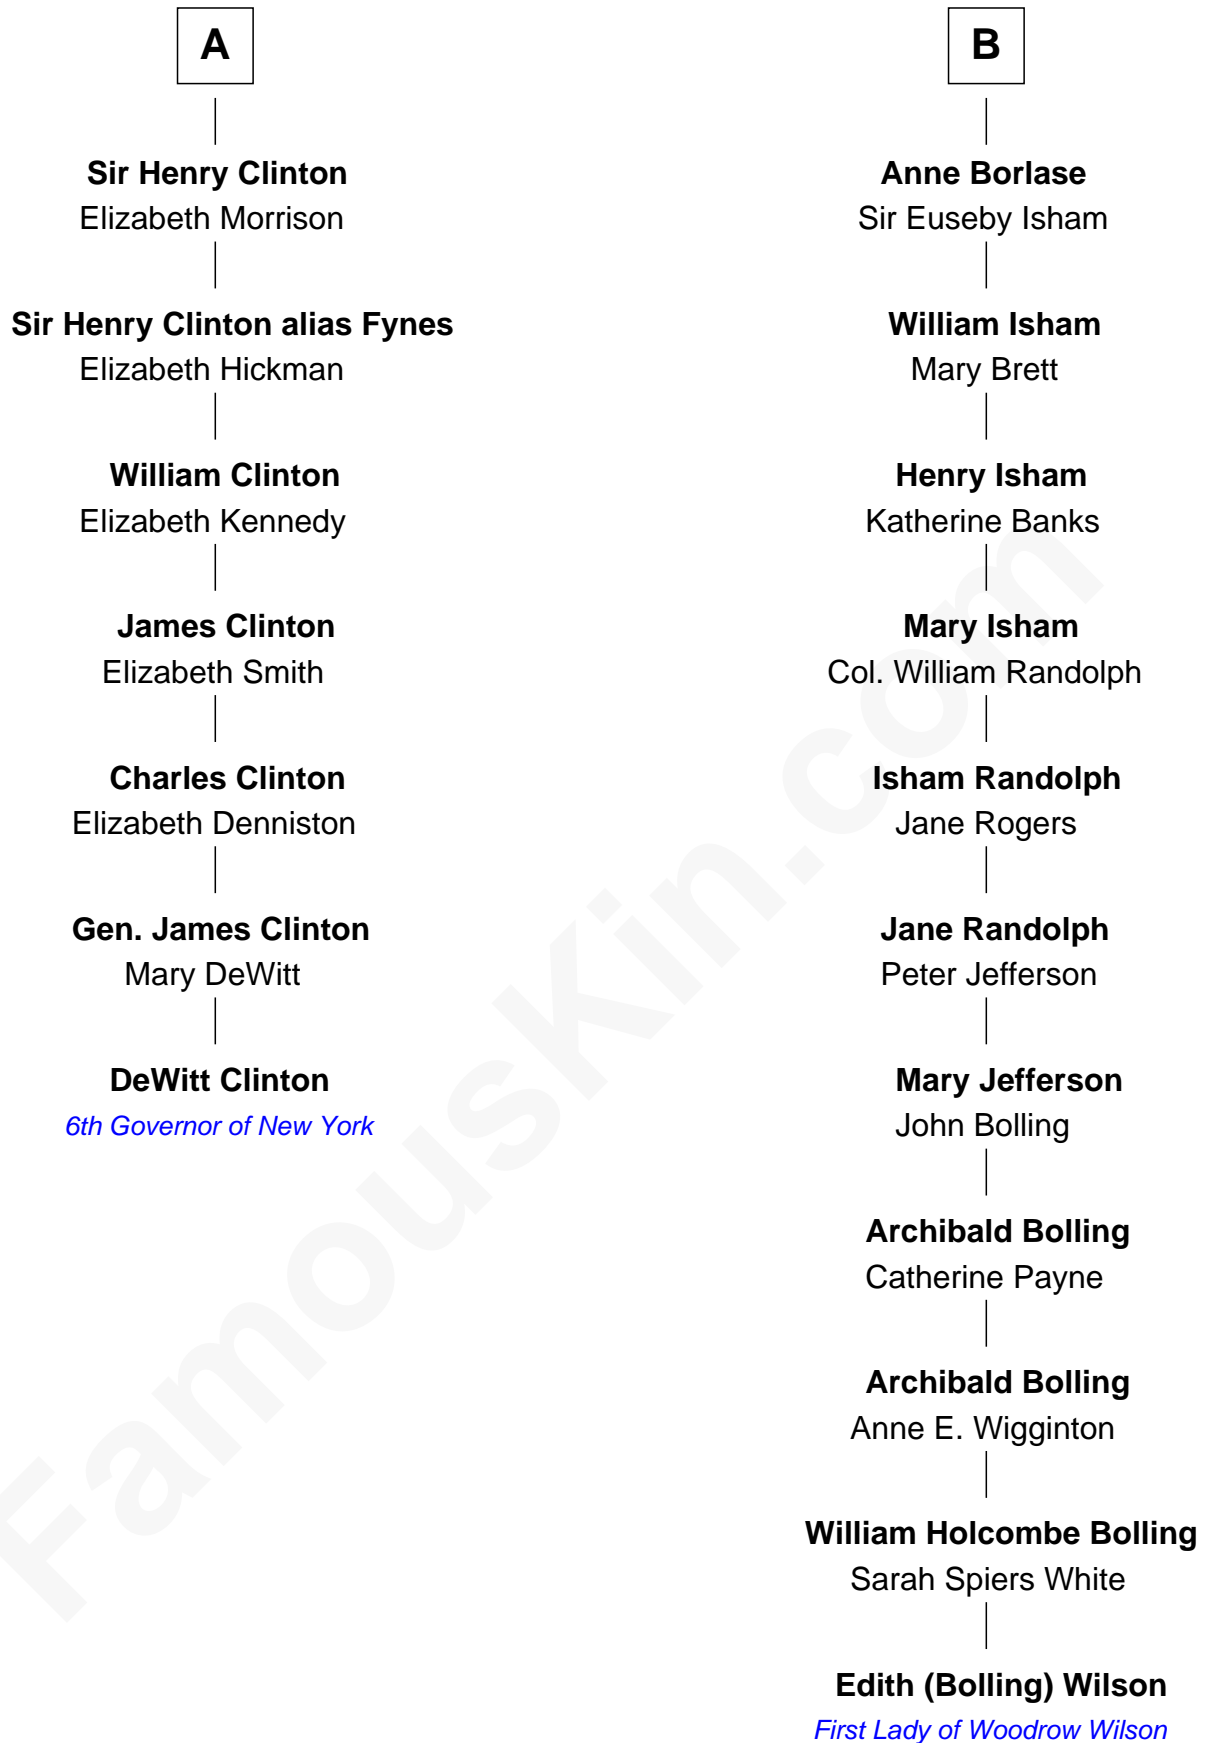 A
Sir Henry Clinton
Elizabeth Morrison
Sir Henry Clinton alias Fynes
Elizabeth Hickman
William Clinton
Elizabeth Kennedy
James Clinton
Elizabeth Smith
Charles Clinton
Elizabeth Denniston
Gen. James Clinton
Mary DeWitt
DeWitt Clinton
6th Governor of New York
B
Anne Borlase
Sir Euseby Isham
William Isham
Mary Brett
Henry Isham
Katherine Banks
Mary Isham
Col. William Randolph
Isham Randolph
Jane Rogers
Jane Randolph
Peter Jefferson
Mary Jefferson
John Bolling
Archibald Bolling
Catherine Payne
Archibald Bolling
Anne E. Wigginton
William Holcombe Bolling
Sarah Spiers White
Edith (Bolling) Wilson
First Lady of Woodrow Wilson
FamousKin.com